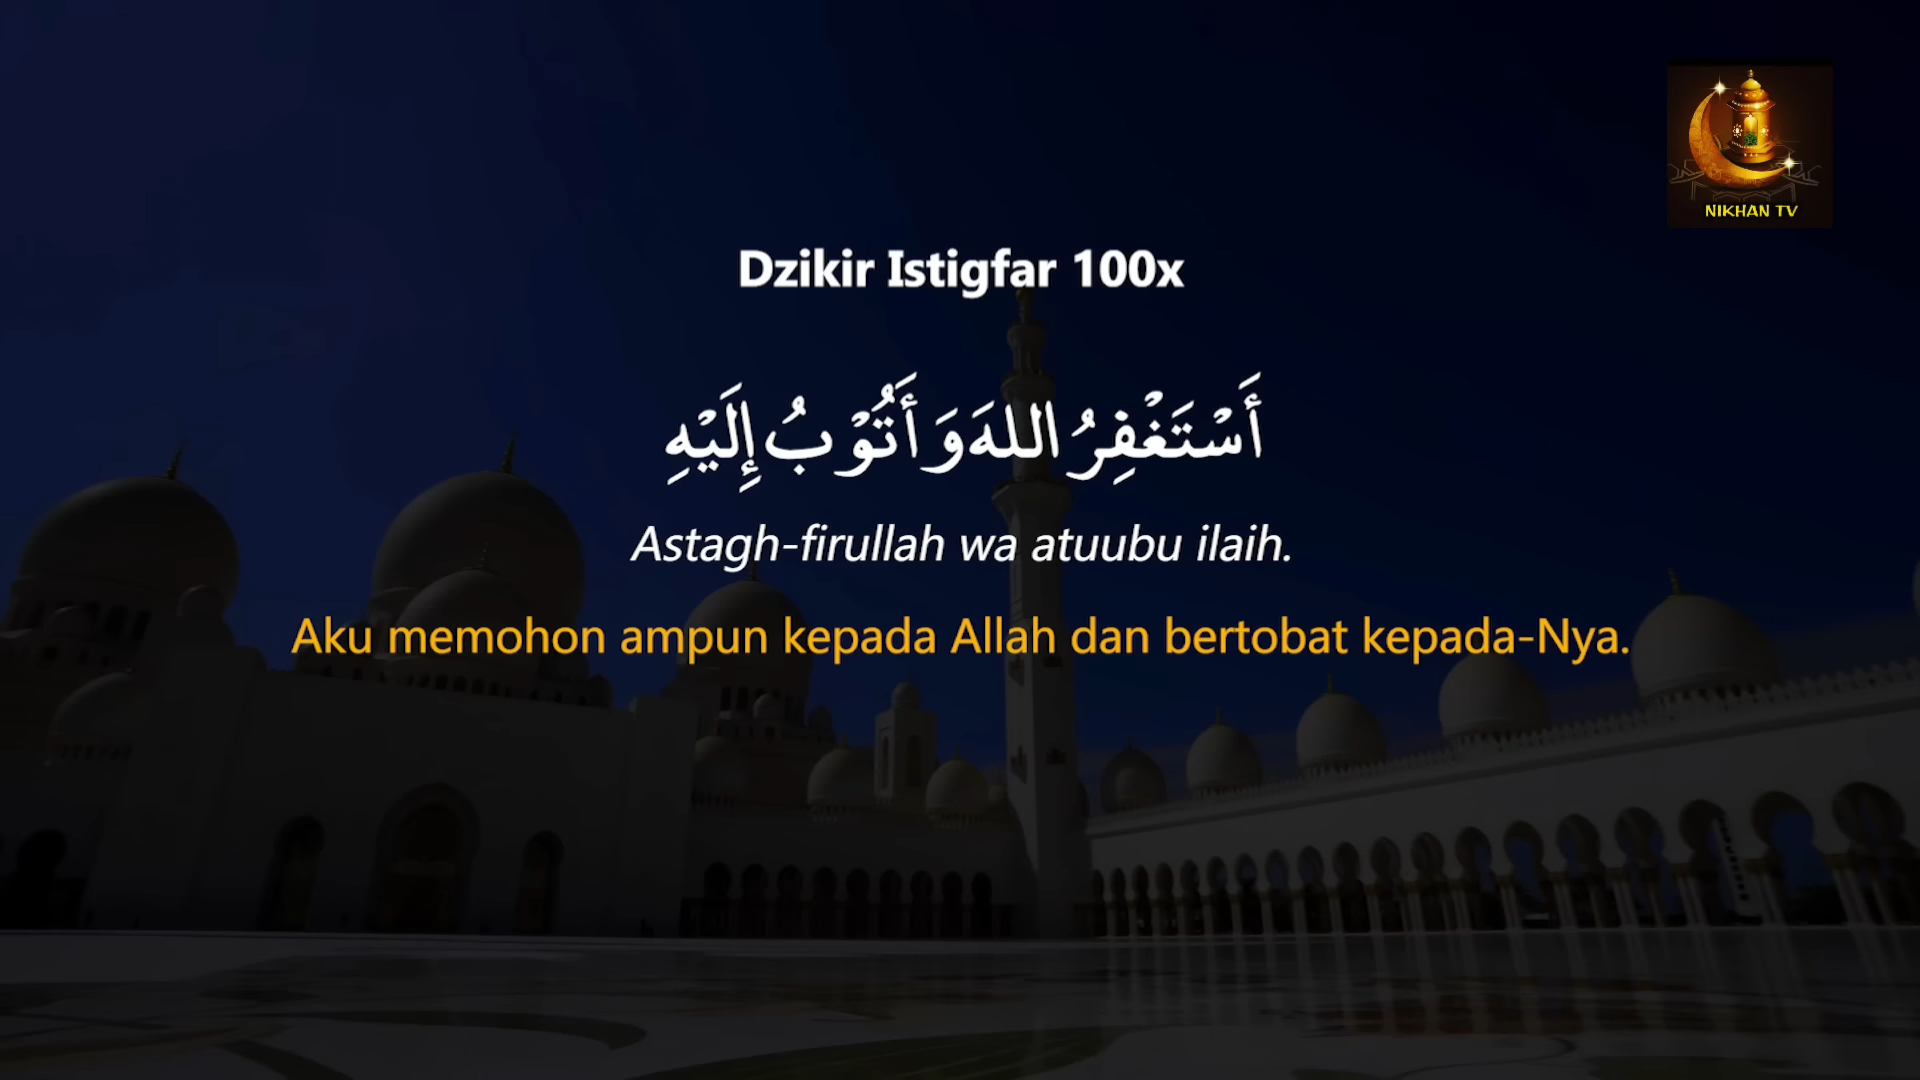 NIKHAN TV
Dzikir Istigfar 100x
أَسْتَغْفِرُ اللهَ وَ أَتُوْبُ إِلَيْهِ
Astagh-firullah wa atuubu ilaih.
Aku memohon ampun kepada Allah dan bertobat kepada-Nya.